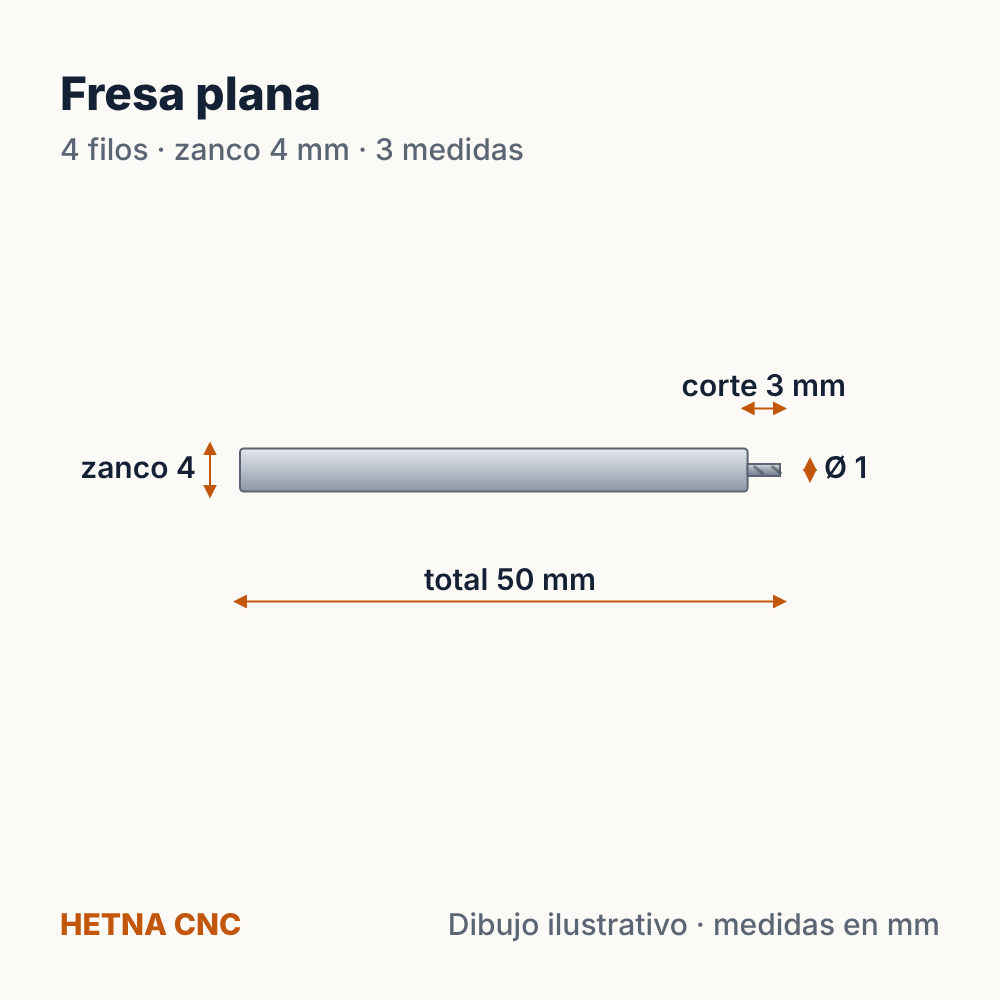 Fresa plana
4 filos · zanco 4 mm · 3 medidas
corte 3 mm
zanco 4
Ø 1
total 50 mm
HETNA CNC
Dibujo ilustrativo · medidas en mm